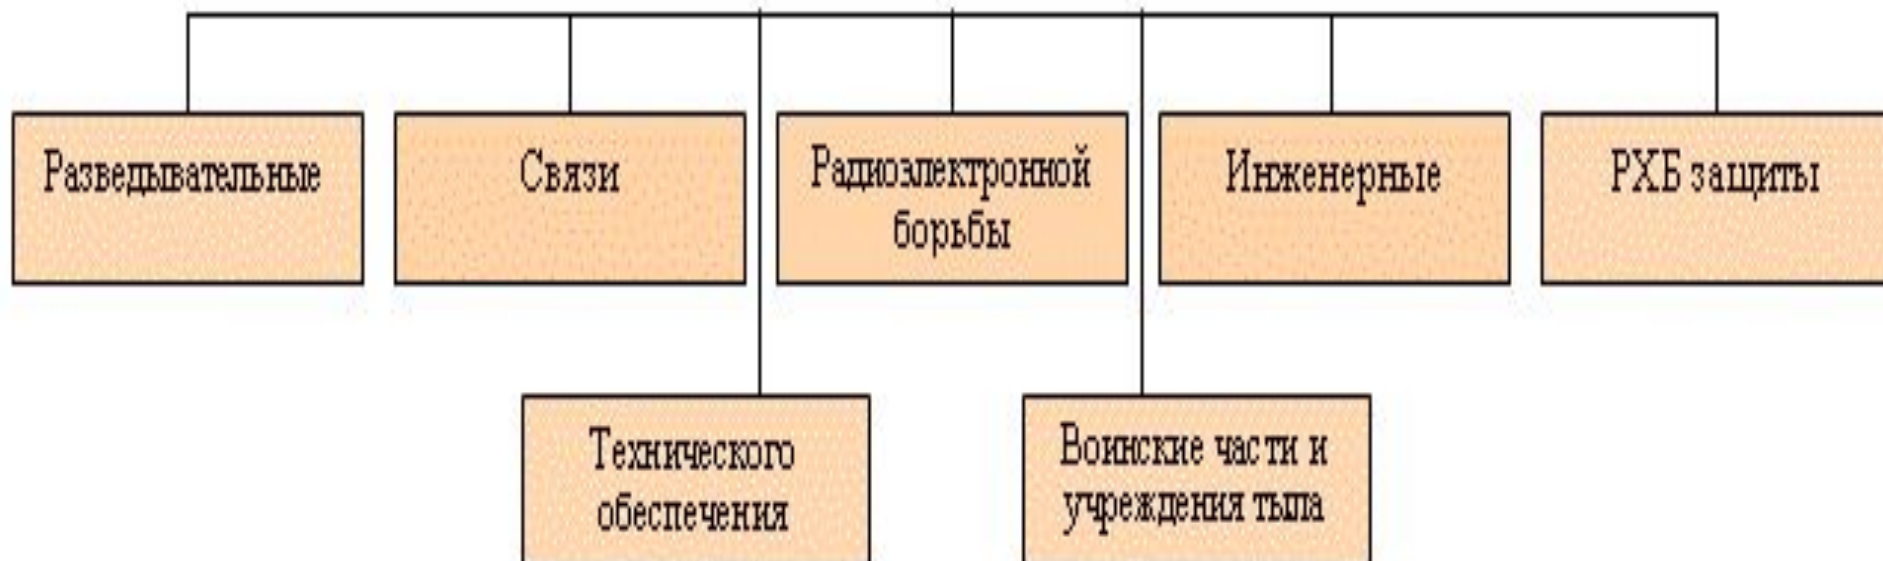 Разведывательные
Связи
Радиоэлектронной
борьбы
Инженерные
РХБ защиты
Технического
обеспечения
Воинские части и
учреждения тыла